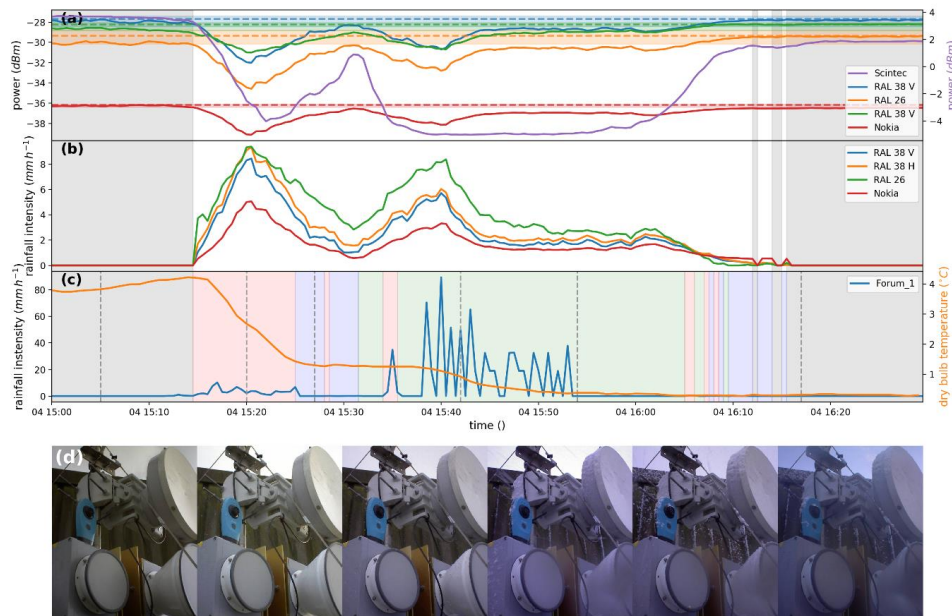 (a)
−28
−30
−32
−34
−36
−38
power (dBm)
4
2
0
−2
−4
power (dBm)
Scintec
RAL 38 V
RAL 26
RAL 38 V
Nokia
(b)
8
6
4
2
0
rainfall intensity (mm h−1)
RAL 38 V
RAL 38 H
RAL 26
Nokia
(c)
80
60
40
20
0
rainfall instensity (mm h−1)
4
3
2
1
dry bulb temperature (°C)
Forum_1
04 15:00 04 15:10 04 15:20 04 15:30 04 15:40 04 15:50 04 16:00 04 16:10 04 16:20
time ()
(d)